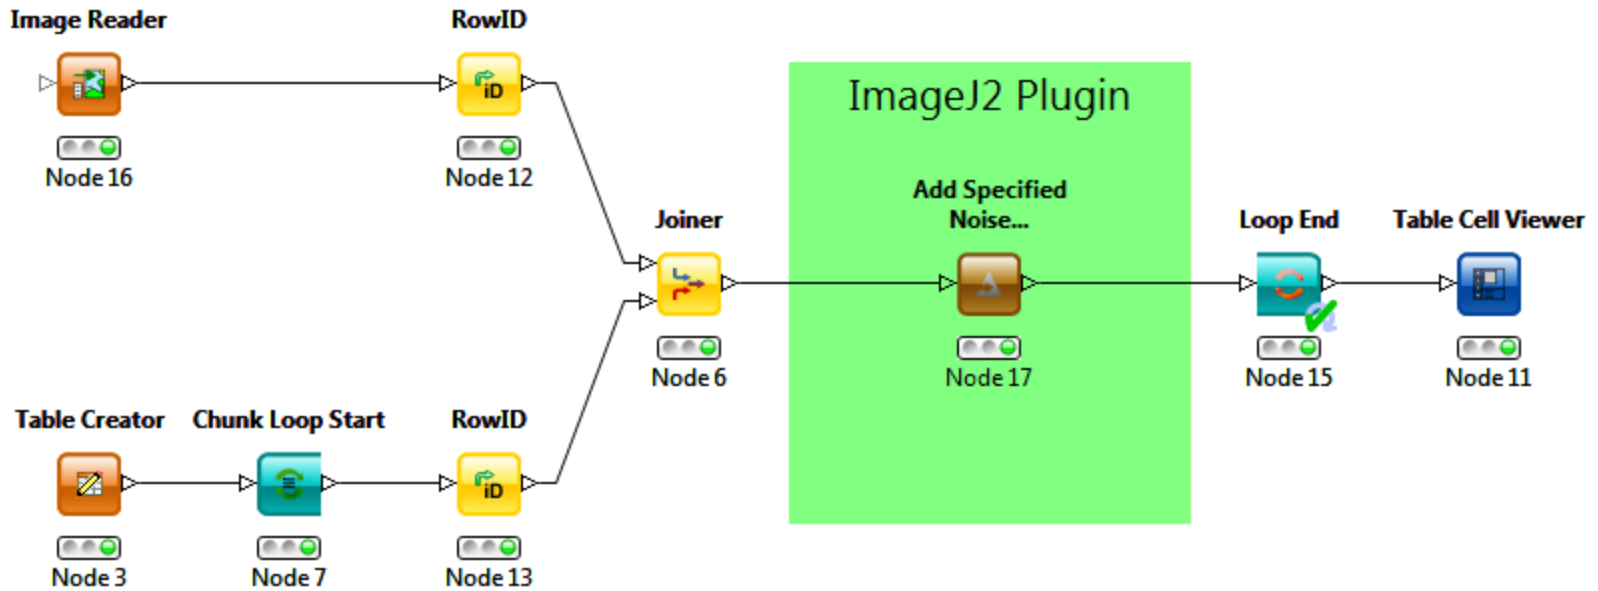 Image Reader
RowID
iD
Node 16
Node 12
ImageJ2 Plugin
Add Specified
Noise...
Joiner
Loop End
Table Cell Viewer
Node 6
Node 17
Node 15
Node 11
Table Creator
Chunk Loop Start
RowID
iD
Node 3
Node 7
Node 13